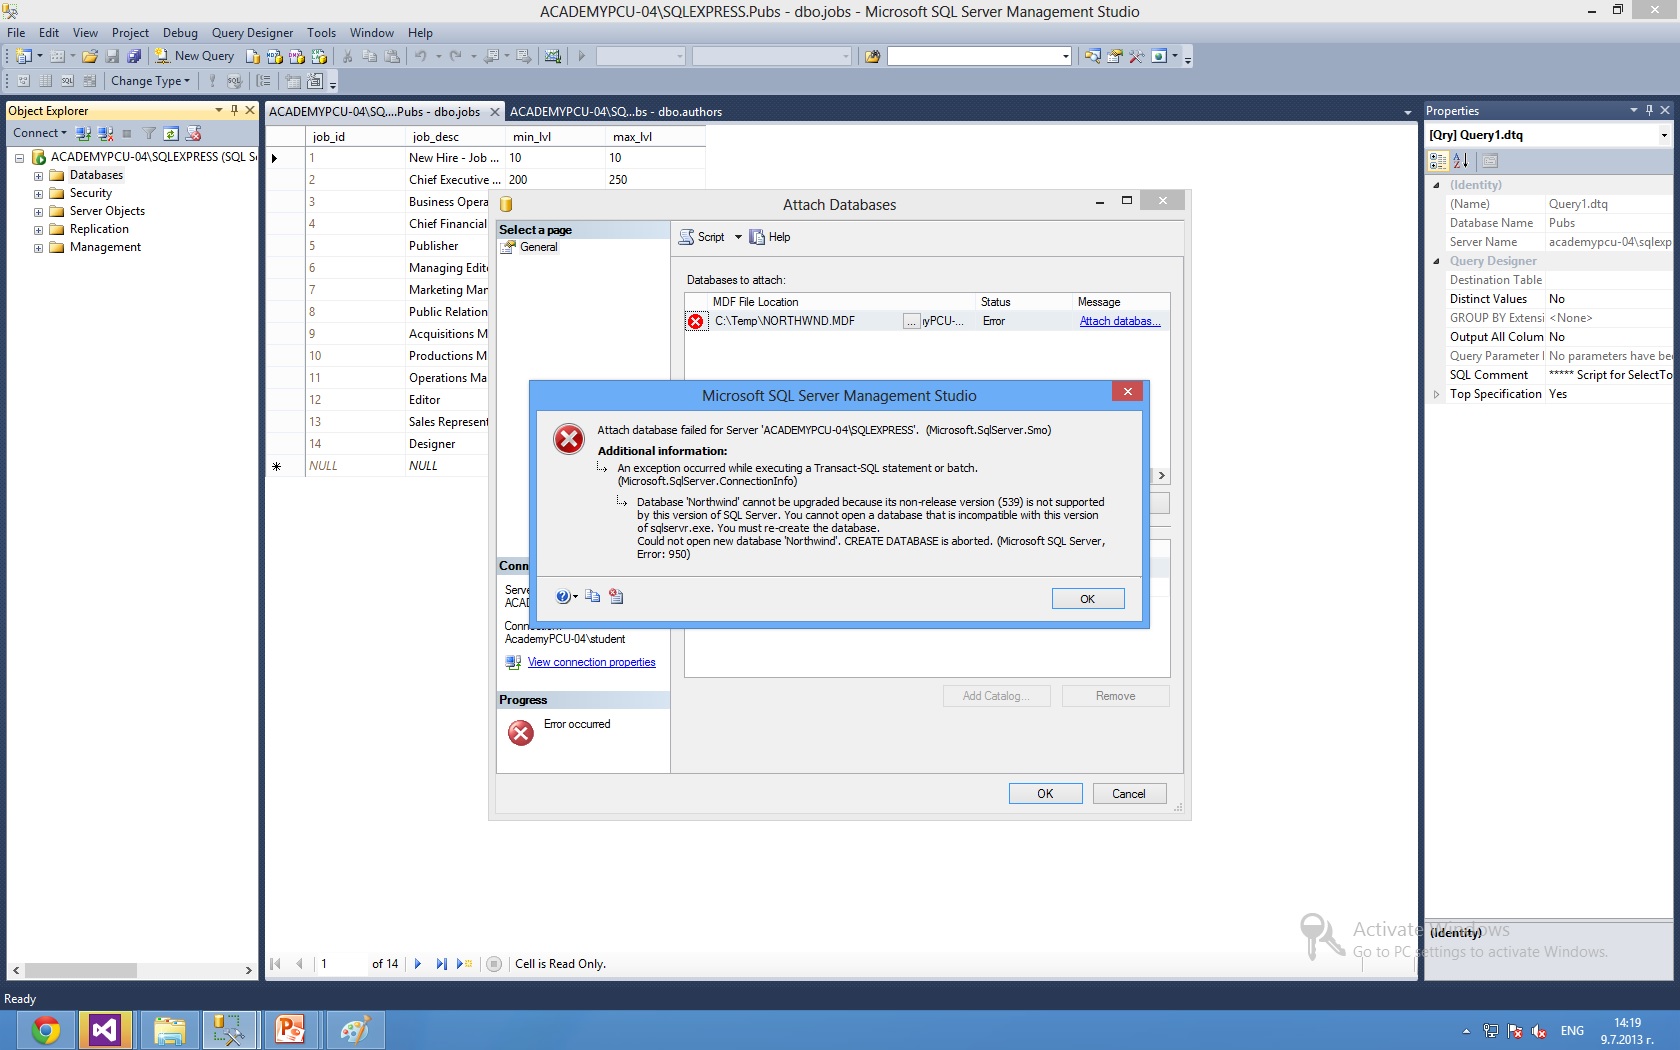 ACADEMYPCU-04\SQLEXPRESS.Pubs - dbo.jobs - Microsoft SQL Server Management Studio
File Edit View Project Debug Query Designer Tools Window Help
New Query
Change Type
Object Explorer
Connect
ACADEMYPCU-04\SQLEXPRESS (SQL S
Databases
Security
Server Objects
Replication
Management
ACADEMYPCU-04\SQ....Pubs - dbo.jobs ACADEMYPCU-04\SQ...bs - dbo.authors
job_id job_desc min_lvl max_lvl
1 New Hire - Job ... 10 10
2 Chief Executive ... 200 250
3 Business Opera
4 Chief Financial
5 Publisher
6 Managing Edit
7 Marketing Man
8 Public Relation
9 Acquisitions M
10 Productions M
11 Operations Ma
12 Editor
13 Sales Represent
14 Designer
NULL NULL
1 of 14 Cell is Read Only.
Attach Databases
Select a page
General
Script Help
Databases to attach:
MDF File Location Status Message
C:\Temp\NORTHWND.MDF ... yPCU-... Error Attach databas...
Microsoft SQL Server Management Studio
Attach database failed for Server 'ACADEMYPCU-04\SQLEXPRESS'. (Microsoft.SqlServer.Smo)
Additional information:
An exception occurred while executing a Transact-SQL statement or batch.
(Microsoft.SqlServer.ConnectionInfo)
Database 'Northwind' cannot be upgraded because its non-release version (539) is not supported
by this version of SQL Server. You cannot open a database that is incompatible with this version
of sqlservr.exe. You must re-create the database.
Could not open new database 'Northwind'. CREATE DATABASE is aborted. (Microsoft SQL Server,
Error: 950)
OK
Conn
Serve
ACAD
AcademyPCU-04\student
View connection properties
Progress
Error occurred
Add Catalog... Remove
OK Cancel
Properties
[Qry] Query1.dtq
(Identity)
(Name) Query1.dtq
Database Name Pubs
Server Name academypcu-04\sqlexp
Query Designer
Destination Table
Distinct Values No
GROUP BY Extensi <None>
Output All Colum No
Query Parameter No parameters have bee
SQL Comment ***** Script for SelectTo
Top Specification Yes
(Identity)
Activate Windows
Go to PC settings to activate Windows.
Ready
ENG
14:19
9.7.2013 г.